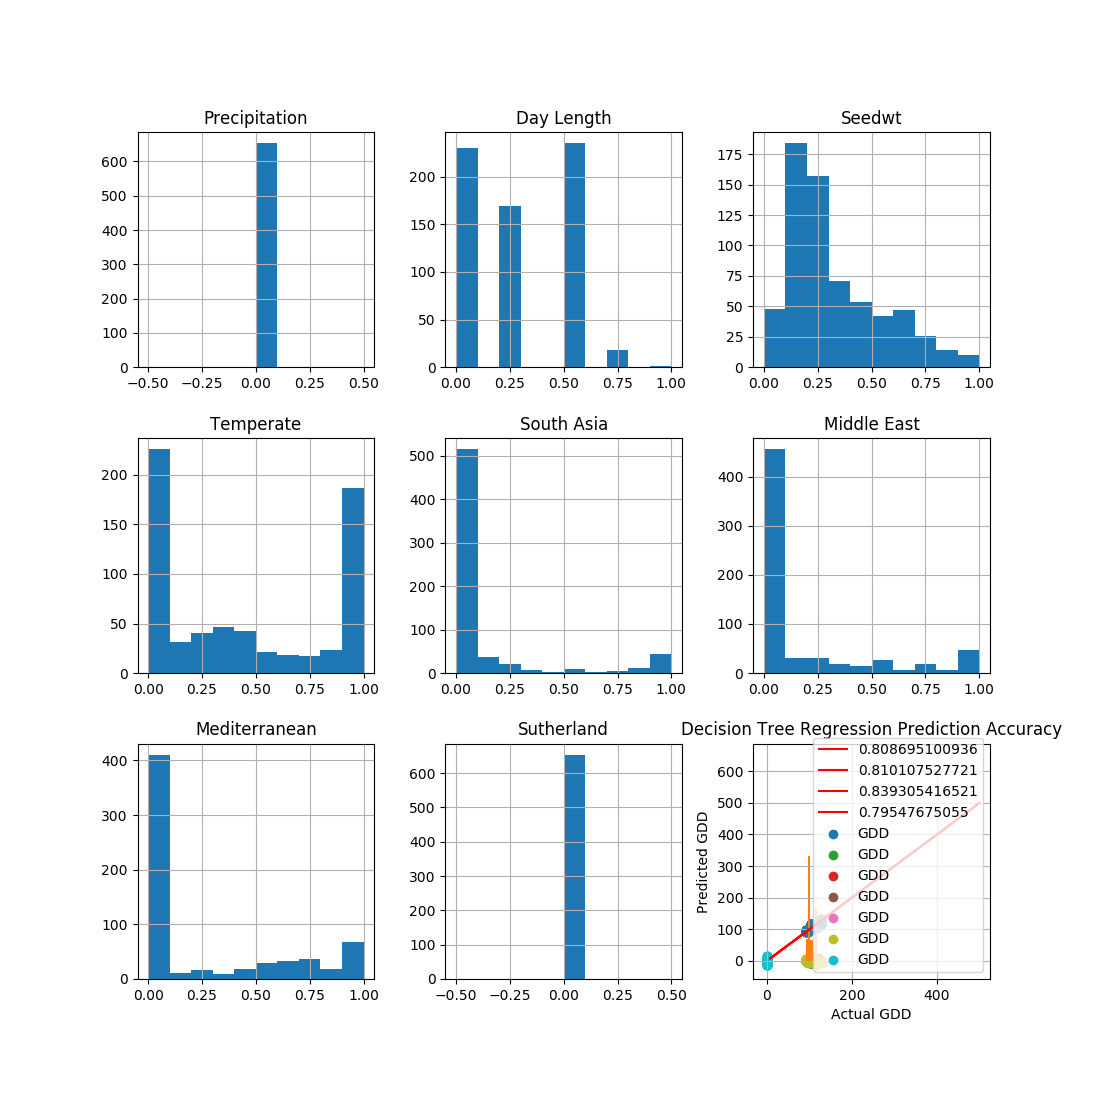 Precipitation
600
500
400
300
200
100
0
−0.50 −0.25 0.00 0.25 0.50
Day Length
200
150
100
50
0
0.00 0.25 0.50 0.75 1.00
Seedwt
175
150
125
100
75
50
25
0
0.00 0.25 0.50 0.75 1.00
Temperate
200
150
100
50
0
0.00 0.25 0.50 0.75 1.00
South Asia
500
400
300
200
100
0
0.00 0.25 0.50 0.75 1.00
Middle East
400
300
200
100
0
0.00 0.25 0.50 0.75 1.00
Mediterranean
400
300
200
100
0
0.00 0.25 0.50 0.75 1.00
Sutherland
600
500
400
300
200
100
0
−0.50 −0.25 0.00 0.25 0.50
Decision Tree Regression Prediction Accuracy
0.808695100936
0.810107527721
0.839305416521
0.79547675055
GDD
GDD
GDD
GDD
GDD
GDD
GDD
Predicted GDD
600
500
400
300
200
100
0
0 200 400
Actual GDD